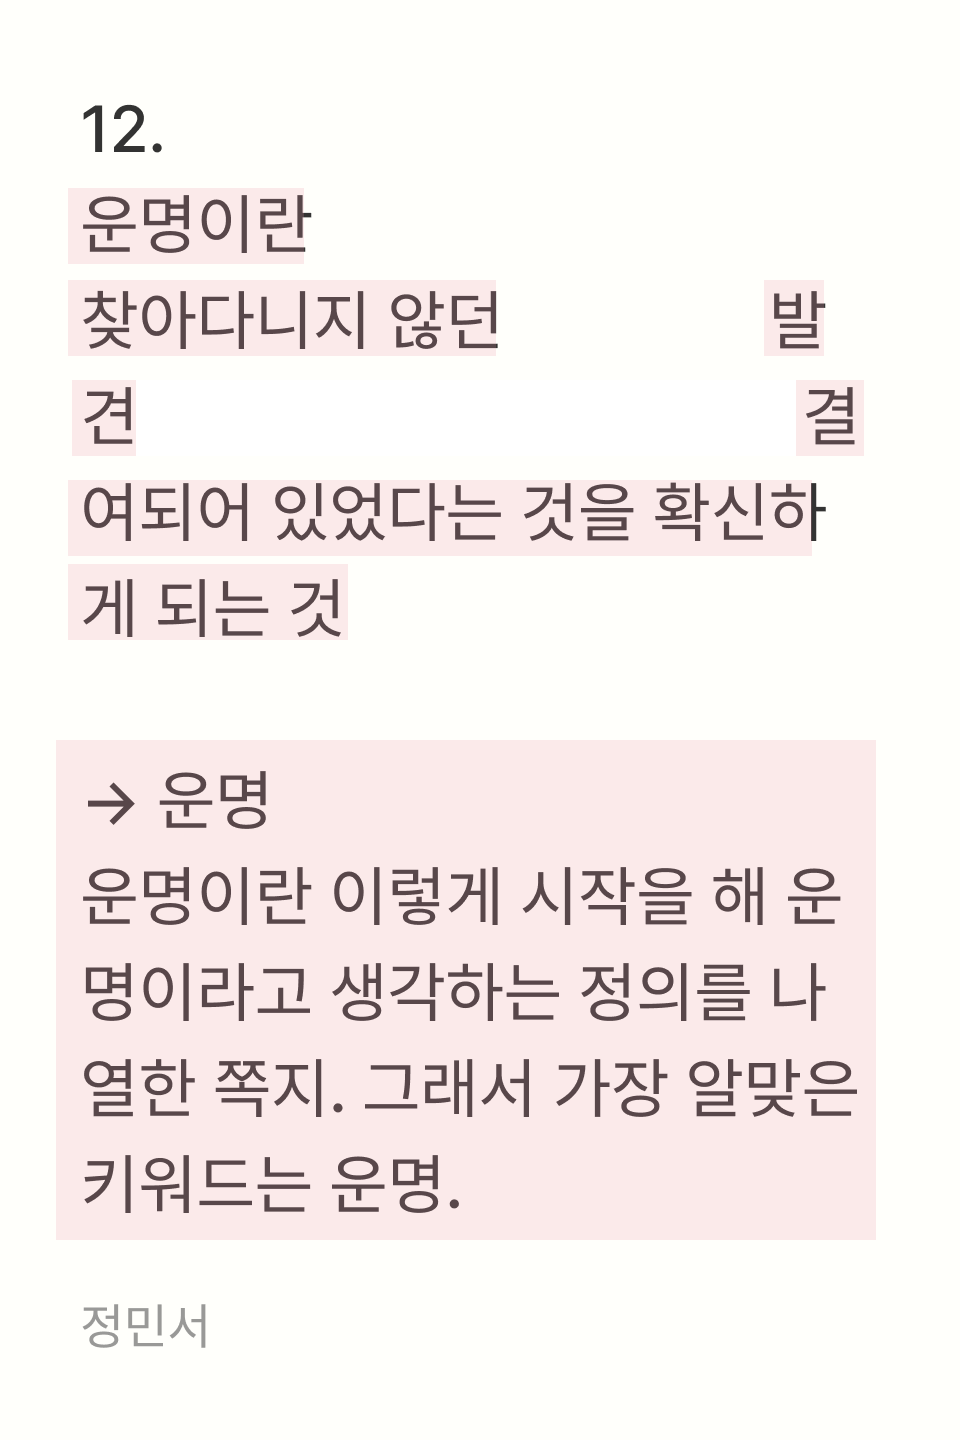 12.
운명이란
찾아다니지 않던 발
견 결
여되어 있었다는 것을 확신하
게 되는 것
→ 운명
운명이란 이렇게 시작을 해 운
명이라고 생각하는 정의를 나
열한 쪽지. 그래서 가장 알맞은
키워드는 운명.
정민서